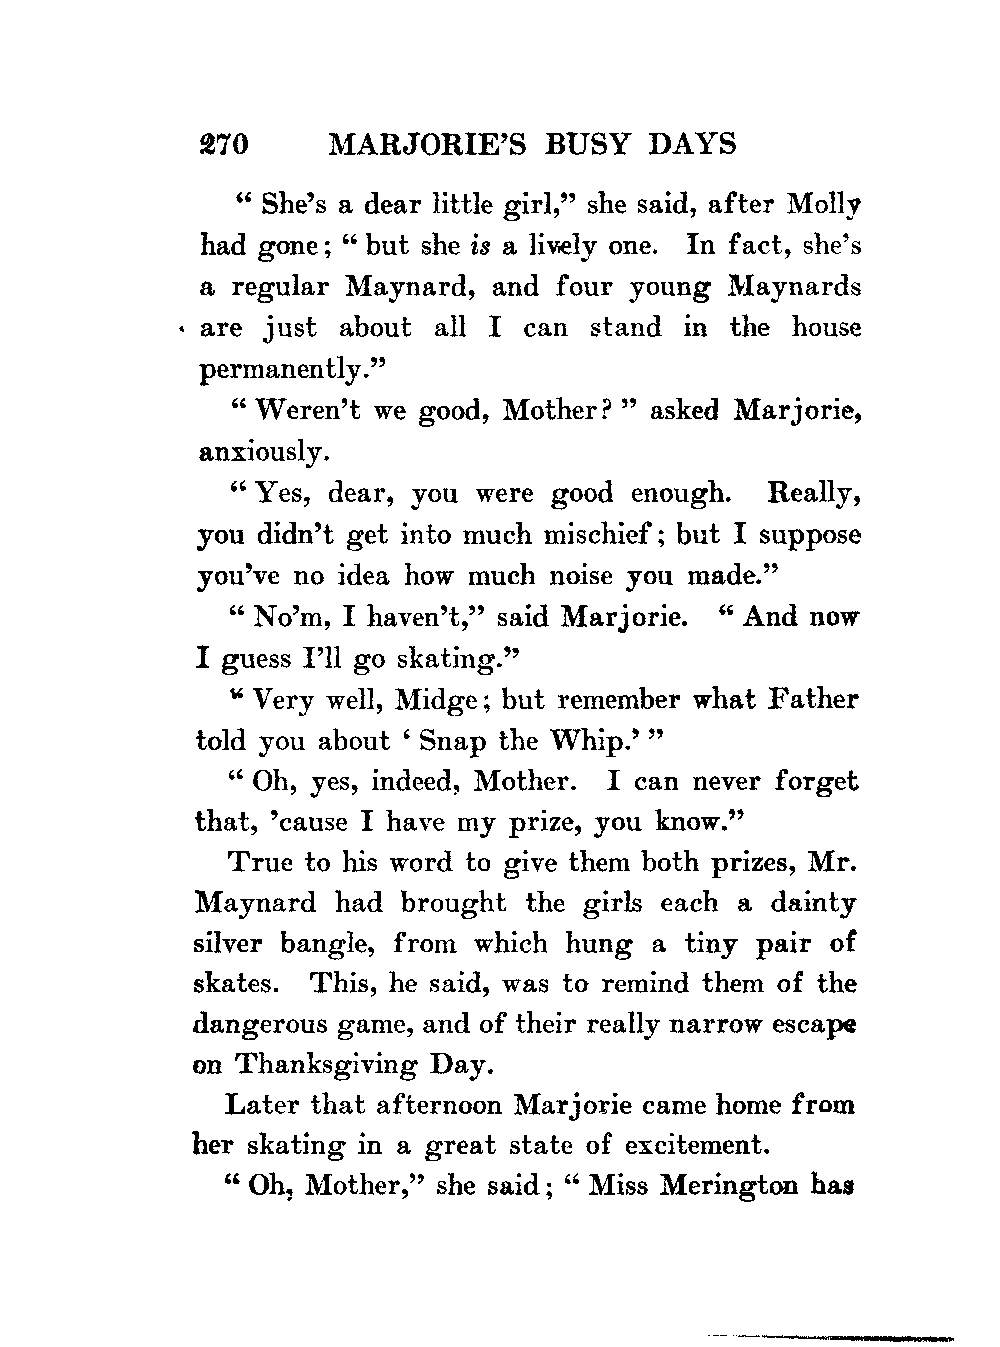 270 MARJORIE'S BUSY DAYS
“ She's a dear little girl,” she said, after Molly
had gone; “ but she is a lively one. In fact, she's
a regular Maynard, and four young Maynards
are just about all I can stand in the house
permanently.”
“ Weren't we good, Mother? ” asked Marjorie,
anxiously.
“ Yes, dear, you were good enough. Really,
you didn't get into much mischief; but I suppose
you've no idea how much noise you made.”
“ No'm, I haven't,” said Marjorie. “ And now
I guess I'll go skating.”
“ Very well, Midge; but remember what Father
told you about ‘ Snap the Whip.’ ”
“ Oh, yes, indeed, Mother. I can never forget
that, 'cause I have my prize, you know.”
True to his word to give them both prizes, Mr.
Maynard had brought the girls each a dainty
silver bangle, from which hung a tiny pair of
skates. This, he said, was to remind them of the
dangerous game, and of their really narrow escape
on Thanksgiving Day.
Later that afternoon Marjorie came home from
her skating in a great state of excitement.
“ Oh, Mother,” she said; “ Miss Merington has